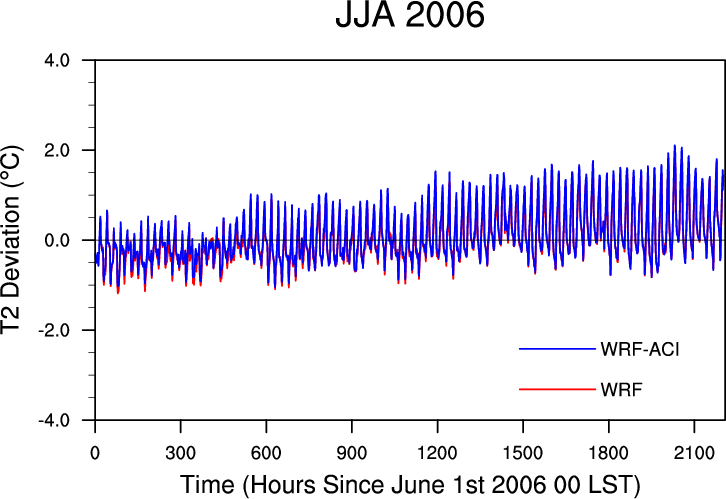 JJA 2006
4.0
2.0
0.0
-2.0
-4.0
T2 Deviation (°C)
WRF-ACI
WRF
0 300 600 900 1200 1500 1800 2100
Time (Hours Since June 1st 2006 00 LST)